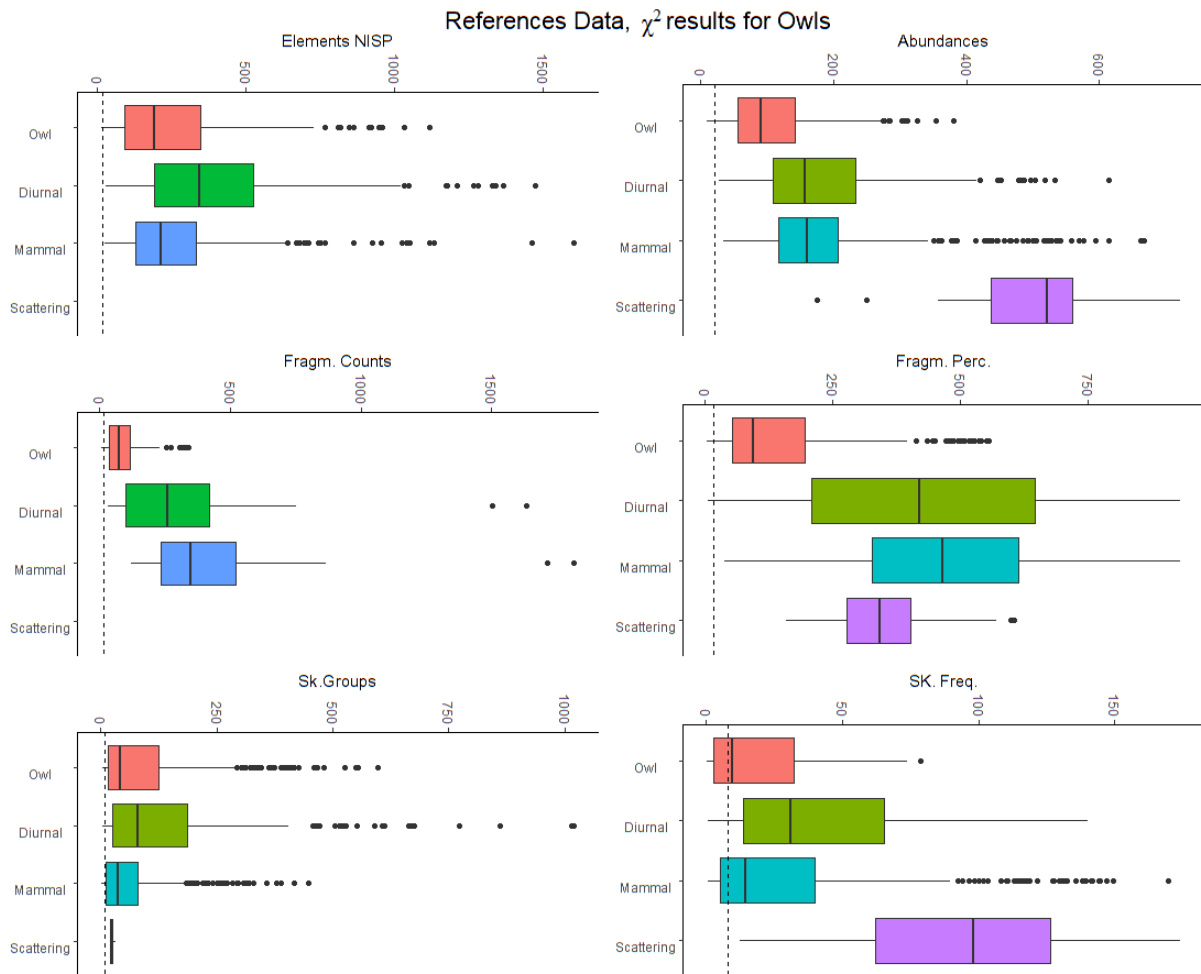 References Data, χ² results for Owls
Elements NISP
0 500 1000 1500
Owl
Diurnal
Mammal
Scattering
Abundances
0 200 400 600
Owl
Diurnal
Mammal
Scattering
Fragm. Counts
0 500 1000 1500
Owl
Diurnal
Mammal
Scattering
Fragm. Perc.
0 250 500 750
Owl
Diurnal
Mammal
Scattering
Sk.Groups
0 250 500 750 1000
Owl
Diurnal
Mammal
Scattering
SK. Freq.
0 50 100 150
Owl
Diurnal
Mammal
Scattering